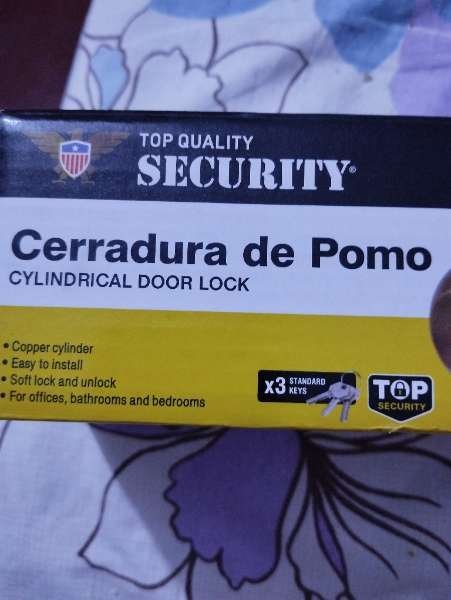 TOP QUALITY
SECURITY®
Cerradura de Pomo
CYLINDRICAL DOOR LOCK
• Copper cylinder
• Easy to install
• Soft lock and unlock
• For offices, bathrooms and bedrooms
x3 STANDARD
KEYS
TOP
SECURITY